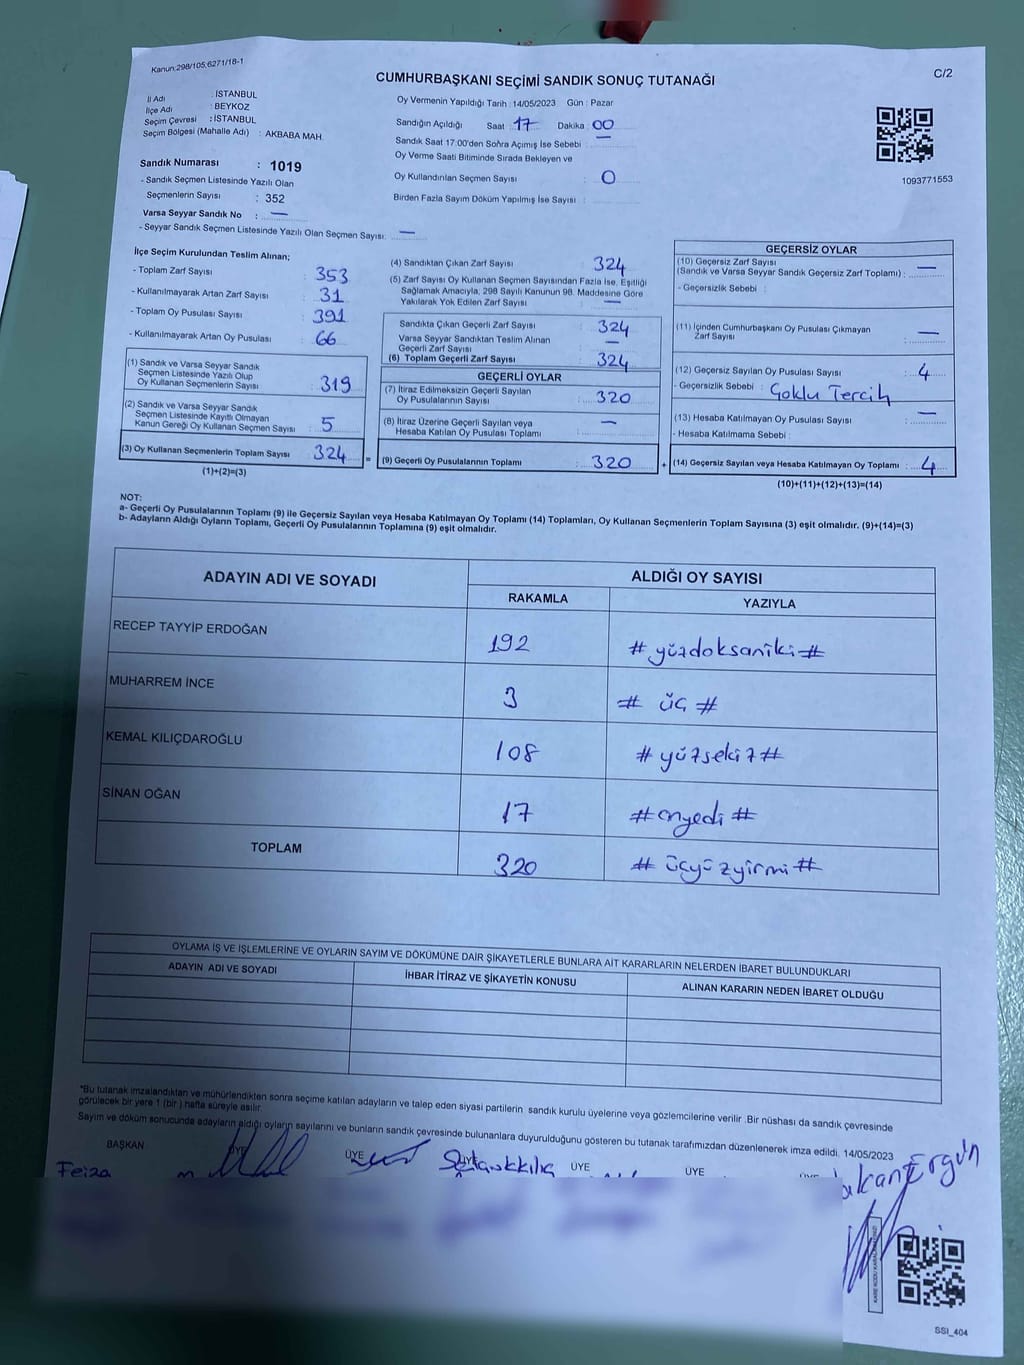 Kanun:298/105;6271/18-1
C/2
CUMHURBAŞKANI SEÇİMİ SANDIK SONUÇ TUTANAĞI
İl Adı : İSTANBUL
İlçe Adı : BEYKOZ
Seçim Çevresi : İSTANBUL
Seçim Bölgesi (Mahalle Adı) : AKBABA MAH.
Sandık Numarası : 1019
- Sandık Seçmen Listesinde Yazılı Olan
Seçmenlerin Sayısı : 352
Varsa Seyyar Sandık No : —
- Seyyar Sandık Seçmen Listesinde Yazılı Olan Seçmen Sayısı: —
Oy Vermenin Yapıldığı Tarih : 14/05/2023 Gün : Pazar
Sandığın Açıldığı Saat : 17 Dakika : 00
Sandık Saat 17:00'den Sonra Açımış İse Sebebi : —
Oy Verme Saati Bitiminde Sırada Bekleyen ve
Oy Kullandırılan Seçmen Sayısı : 0
Birden Fazla Sayım Döküm Yapılmış İse Sayısı :
1093771553
İlçe Seçim Kurulundan Teslim Alınan;
- Toplam Zarf Sayısı : 353
- Kullanılmayarak Artan Zarf Sayısı : 31
- Toplam Oy Pusulası Sayısı : 391
- Kullanılmayarak Artan Oy Pusulası : 66
(1) Sandık ve Varsa Seyyar Sandık
Seçmen Listesinde Yazılı Olup
Oy Kullanan Seçmenlerin Sayısı : 319
(2) Sandık ve Varsa Seyyar Sandık
Seçmen Listesinde Kayıtlı Olmayan
Kanun Gereği Oy Kullanan Seçmen Sayısı : 5
(3) Oy Kullanan Seçmenlerin Toplam Sayısı : 324
(1)+(2)=(3)
(4) Sandıktan Çıkan Zarf Sayısı : 324
(5) Zarf Sayısı Oy Kullanan Seçmen Sayısından Fazla İse, Eşitliği
Sağlamak Amacıyla, 298 Sayılı Kanunun 98. Maddesine Göre
Yakılarak Yok Edilen Zarf Sayısı : —
Sandıkta Çıkan Geçerli Zarf Sayısı : 324
Varsa Seyyar Sandıktan Teslim Alınan
Geçerli Zarf Sayısı : —
(6) Toplam Geçerli Zarf Sayısı : 324
GEÇERLİ OYLAR
(7) İtiraz Edilmeksizin Geçerli Sayılan
Oy Pusulalarının Sayısı : 320
(8) İtiraz Üzerine Geçerli Sayılan veya
Hesaba Katılan Oy Pusulası Toplamı : —
= (9) Geçerli Oy Pusulalarının Toplamı : 320
GEÇERSİZ OYLAR
(10) Geçersiz Zarf Sayısı
(Sandık ve Varsa Seyyar Sandık Geçersiz Zarf Toplamı) : —
- Geçersizlik Sebebi :
(11) İçinden Cumhurbaşkanı Oy Pusulası Çıkmayan
Zarf Sayısı : —
(12) Geçersiz Sayılan Oy Pusulası Sayısı : 4
- Geçersizlik Sebebi : Çoklu Tercih
(13) Hesaba Katılmayan Oy Pusulası Sayısı : —
- Hesaba Katılmama Sebebi :
+ (14) Geçersiz Sayılan veya Hesaba Katılmayan Oy Toplamı : 4
(10)+(11)+(12)+(13)=(14)
NOT:
a- Geçerli Oy Pusulalarının Toplamı (9) ile Geçersiz Sayılan veya Hesaba Katılmayan Oy Toplamı (14) Toplamları, Oy Kullanan Seçmenlerin Toplam Sayısına (3) eşit olmalıdır. (9)+(14)=(3)
b- Adayların Aldığı Oyların Toplamı, Geçerli Oy Pusulalarının Toplamına (9) eşit olmalıdır.
ADAYIN ADI VE SOYADI ALDIĞI OY SAYISI
RAKAMLA YAZIYLA
RECEP TAYYİP ERDOĞAN 192 # yüzdoksaniki #
MUHARREM İNCE 3 # üç #
KEMAL KILIÇDAROĞLU 108 # yüzsekiz #
SİNAN OĞAN 17 # onyedi #
TOPLAM 320 # üçyüzyirmi #
OYLAMA İŞ VE İŞLEMLERİNE VE OYLARIN SAYIM VE DÖKÜMÜNE DAİR ŞİKAYETLERLE BUNLARA AİT KARARLARIN NELERDEN İBARET BULUNDUKLARI
ADAYIN ADI VE SOYADI İHBAR İTİRAZ VE ŞİKAYETİN KONUSU ALINAN KARARIN NEDEN İBARET OLDUĞU
*Bu tutanak imzalandıktan ve mühürlendikten sonra seçime katılan adayların ve talep eden siyasi partilerin sandık kurulu üyelerine veya gözlemcilerine verilir .Bir nüshası da sandık çevresinde
görülecek bir yere 1 (bir ) hafta süreyle asılır.
Sayım ve döküm sonucunda adayların aldığı oyların sayılarını ve bunların sandık çevresinde bulunanlara duyurulduğunu gösteren bu tutanak tarafımızdan düzenlenerek imza edildi. 14/05/2023
BAŞKAN ÜYE ÜYE ÜYE ÜYE ÜYE
Feiza
Ergün
SSI_404